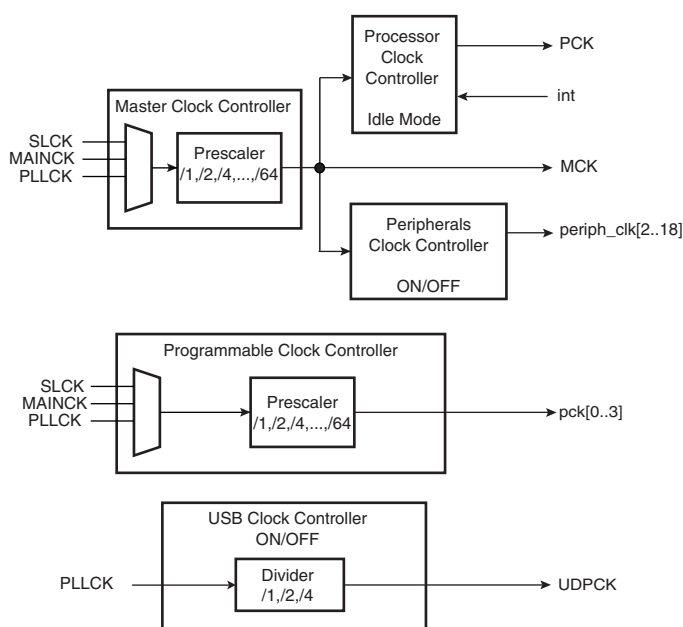 Processor
Clock
Controller
Idle Mode
PCK
int
Master Clock Controller
SLCK
MAINCK
PLLCK
Prescaler
/1,/2,/4,...,/64
MCK
Peripherals
Clock Controller
ON/OFF
periph_clk[2..18]
Programmable Clock Controller
SLCK
MAINCK
PLLCK
Prescaler
/1,/2,/4,...,/64
pck[0..3]
USB Clock Controller
ON/OFF
PLLCK
Divider
/1,/2,/4
UDPCK